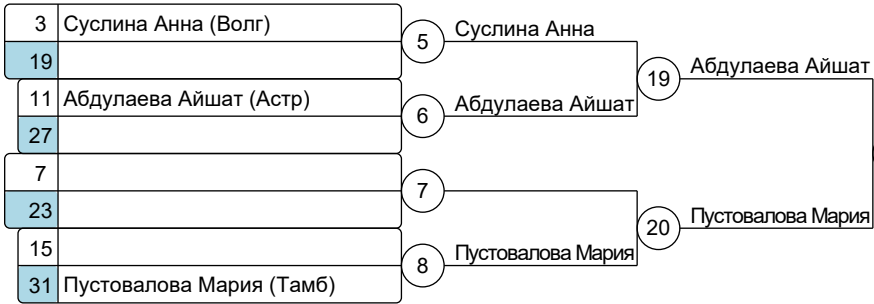 3 Суслина Анна (Волг)
19
11 Абдулаева Айшат (Астр)
27
7
23
15
31 Пустовалова Мария (Тамб)
5 Суслина Анна
6 Абдулаева Айшат
7
8 Пустовалова Мария
19 Абдулаева Айшат
20 Пустовалова Мария